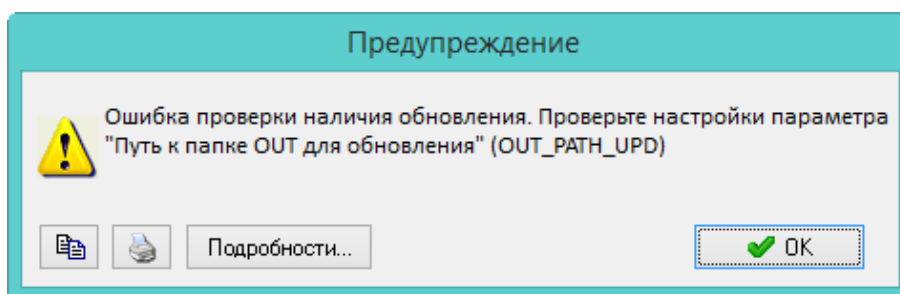 Предупреждение
Ошибка проверки наличия обновления. Проверьте настройки параметра
"Путь к папке OUT для обновления" (OUT_PATH_UPD)
Подробности... OK